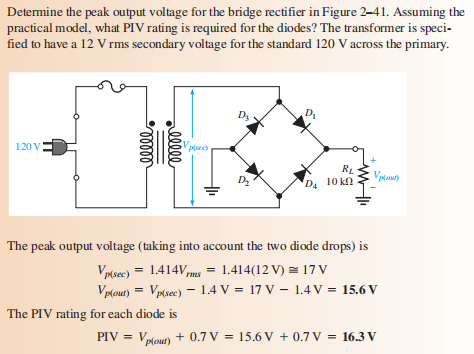 Determine the peak output voltage for the bridge rectifier in Figure 2–41. Assuming the
practical model, what PIV rating is required for the diodes? The transformer is speci-
fied to have a 12 V rms secondary voltage for the standard 120 V across the primary.
D3
D1
120 V
Vp(sec)
D2
D4
RL
10 kΩ
+
Vp(out)
−
The peak output voltage (taking into account the two diode drops) is
Vp(sec) = 1.414Vrms = 1.414(12 V) ≅ 17 V
Vp(out) = Vp(sec) − 1.4 V = 17 V − 1.4 V = 15.6 V
The PIV rating for each diode is
PIV = Vp(out) + 0.7 V = 15.6 V + 0.7 V = 16.3 V